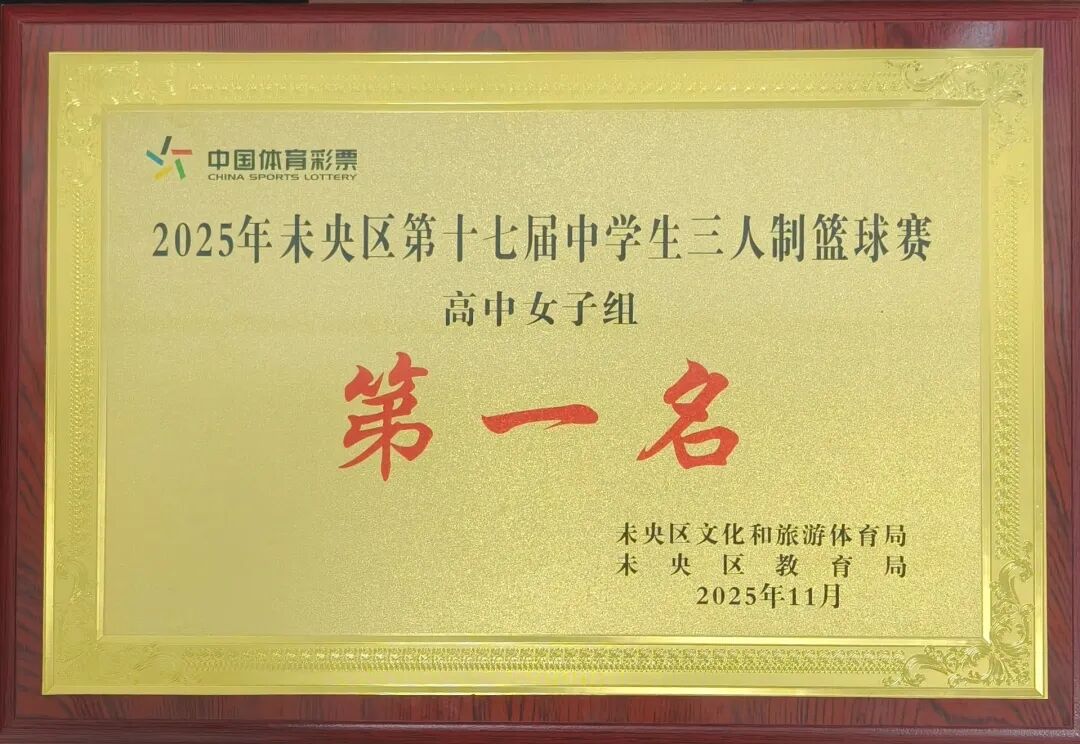 中国体育彩票
CHINA SPORTS LOTTERY
2025年未央区第十七届中学生三人制篮球赛
高中女子组
第一名
未央区文化和旅游体育局
未央区教育局
2025年11月